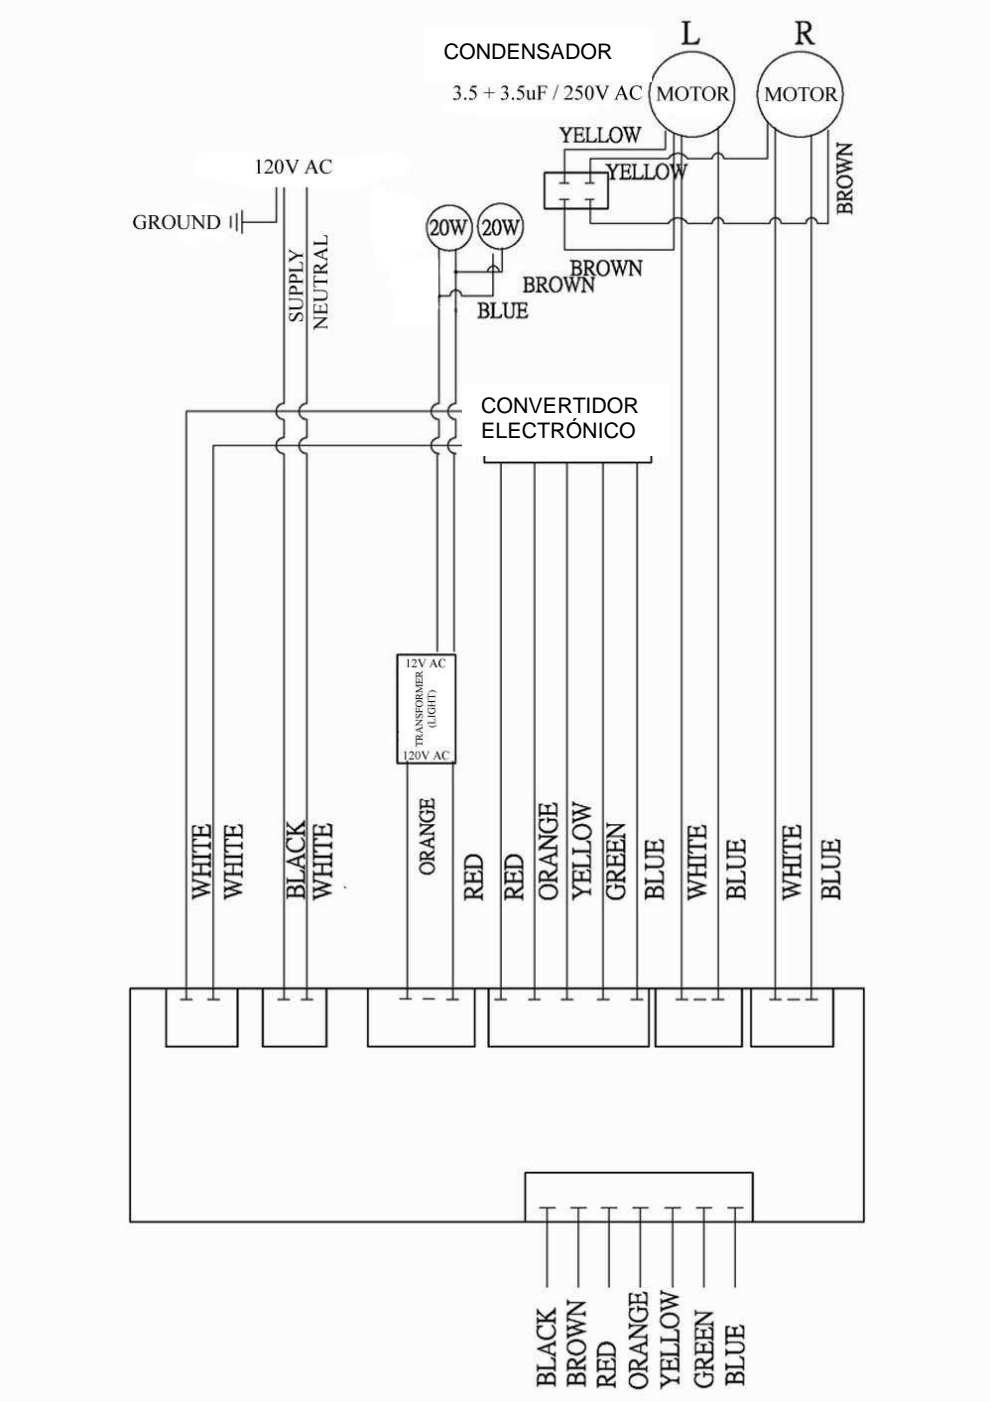 L R
CONDENSADOR
3.5 + 3.5uF / 250V AC
MOTOR
MOTOR
YELLOW
YELLOW
BROWN
120V AC
GROUND
20W
20W
SUPPLY
NEUTRAL
BROWN
BROWN
BLUE
CONVERTIDOR
ELECTRÓNICO
12V AC
TRANSFORMER
(LIGHT)
120V AC
WHITE
WHITE
BLACK
WHITE
ORANGE
RED
RED
ORANGE
YELLOW
GREEN
BLUE
WHITE
BLUE
WHITE
BLUE
BLACK
BROWN
RED
ORANGE
YELLOW
GREEN
BLUE